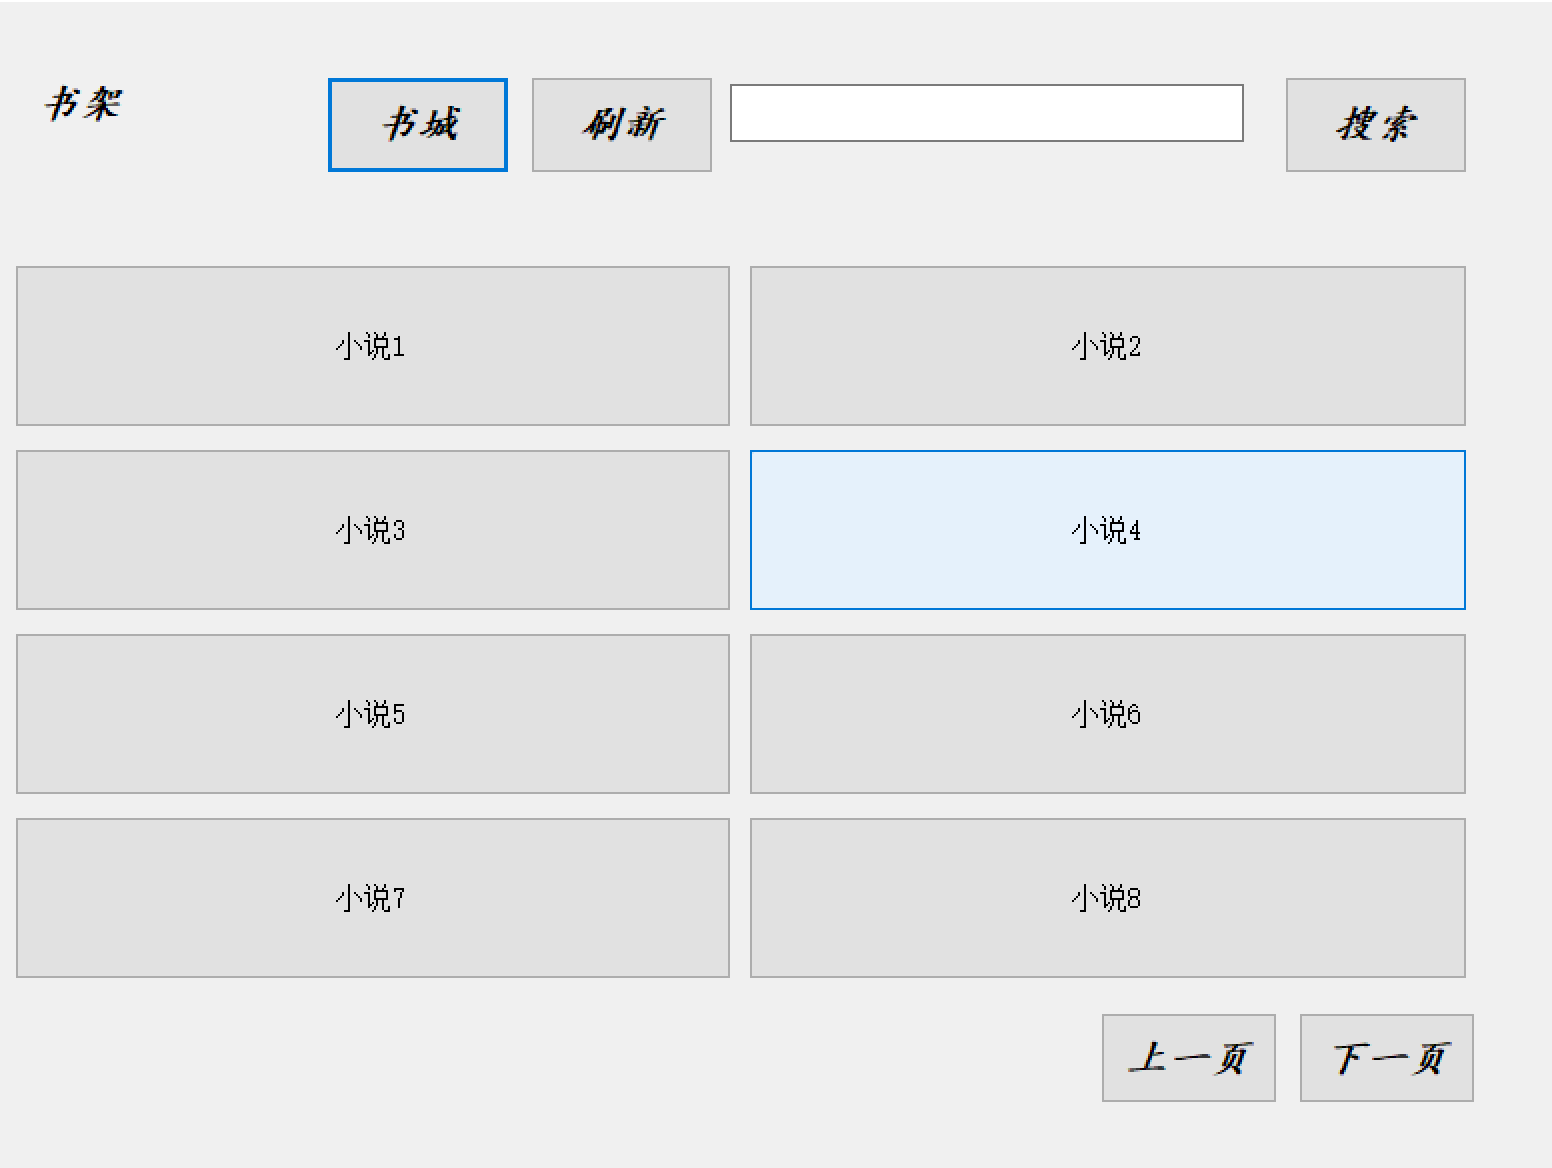 书架
书城 刷新 搜索
小说1 小说2
小说3 小说4
小说5 小说6
小说7 小说8
上一页 下一页